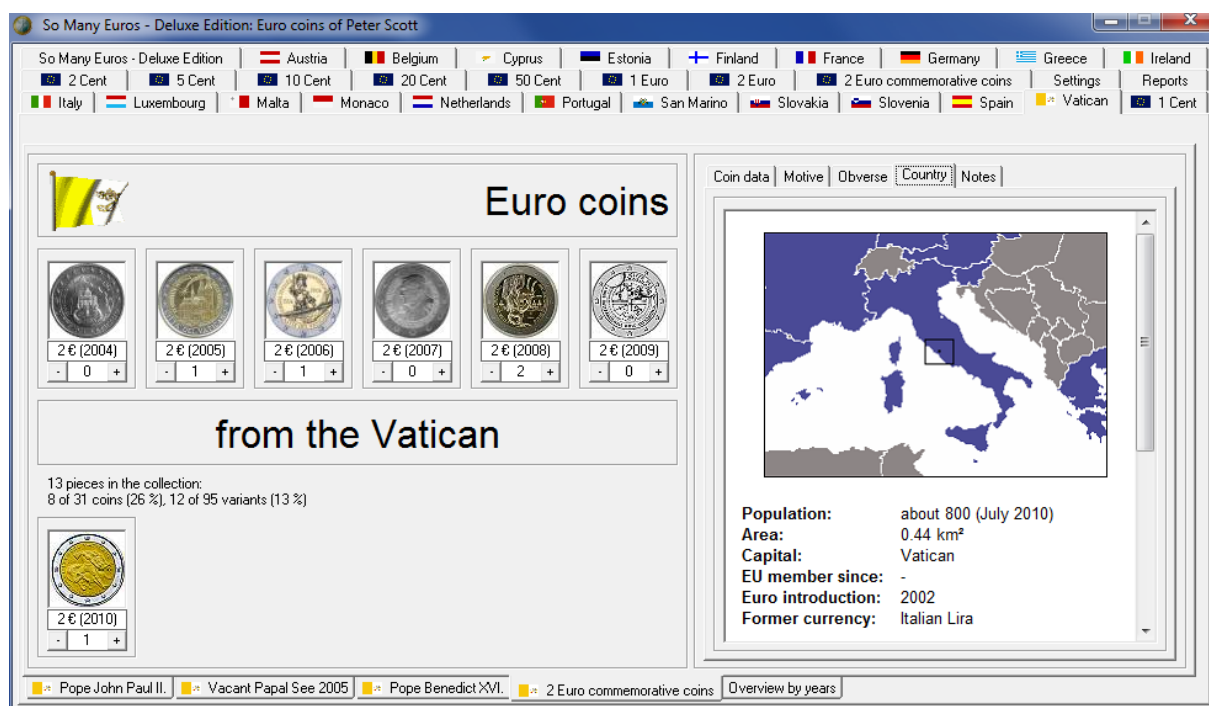 So Many Euros - Deluxe Edition: Euro coins of Peter Scott
So Many Euros - Deluxe Edition Austria Belgium Cyprus Estonia Finland France Germany Greece Ireland
2 Cent 5 Cent 10 Cent 20 Cent 50 Cent 1 Euro 2 Euro 2 Euro commemorative coins Settings Reports
Italy Luxembourg Malta Monaco Netherlands Portugal San Marino Slovakia Slovenia Spain Vatican 1 Cent
Euro coins
2 € (2004) 2 € (2005) 2 € (2006) 2 € (2007) 2 € (2008) 2 € (2009)
- 0 + - 1 + - 1 + - 0 + - 2 + - 0 +
from the Vatican
13 pieces in the collection:
8 of 31 coins (26 %), 12 of 95 variants (13 %)
2 € (2010)
- 1 +
Coin data Motive Obverse Country Notes
Population: about 800 (July 2010)
Area: 0.44 km²
Capital: Vatican
EU member since: -
Euro introduction: 2002
Former currency: Italian Lira
Pope John Paul II. Vacant Papal See 2005 Pope Benedict XVI. 2 Euro commemorative coins Overview by years